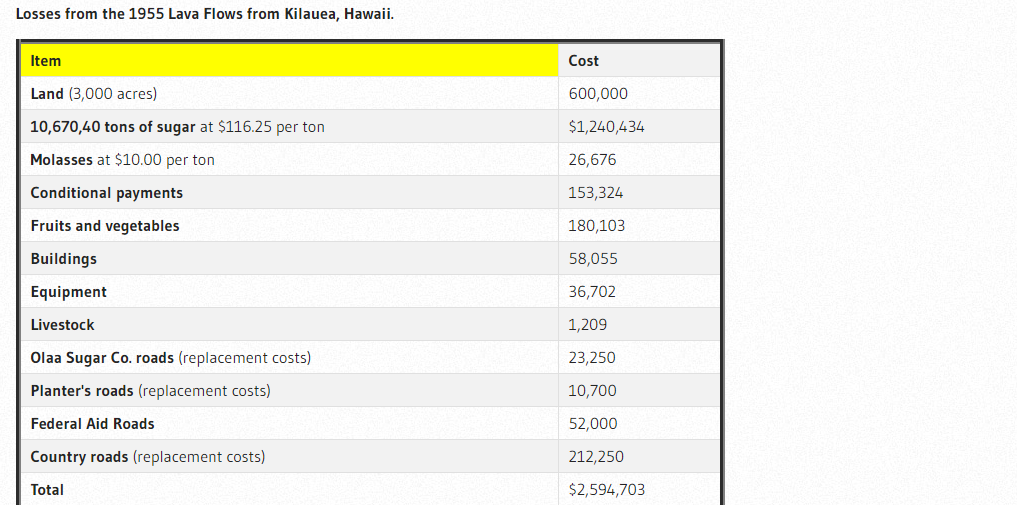 Losses from the 1955 Lava Flows from Kilauea, Hawaii.
Item Cost
Land (3,000 acres) 600,000
10,670,40 tons of sugar at $116.25 per ton $1,240,434
Molasses at $10.00 per ton 26,676
Conditional payments 153,324
Fruits and vegetables 180,103
Buildings 58,055
Equipment 36,702
Livestock 1,209
Olaa Sugar Co. roads (replacement costs) 23,250
Planter's roads (replacement costs) 10,700
Federal Aid Roads 52,000
Country roads (replacement costs) 212,250
Total $2,594,703